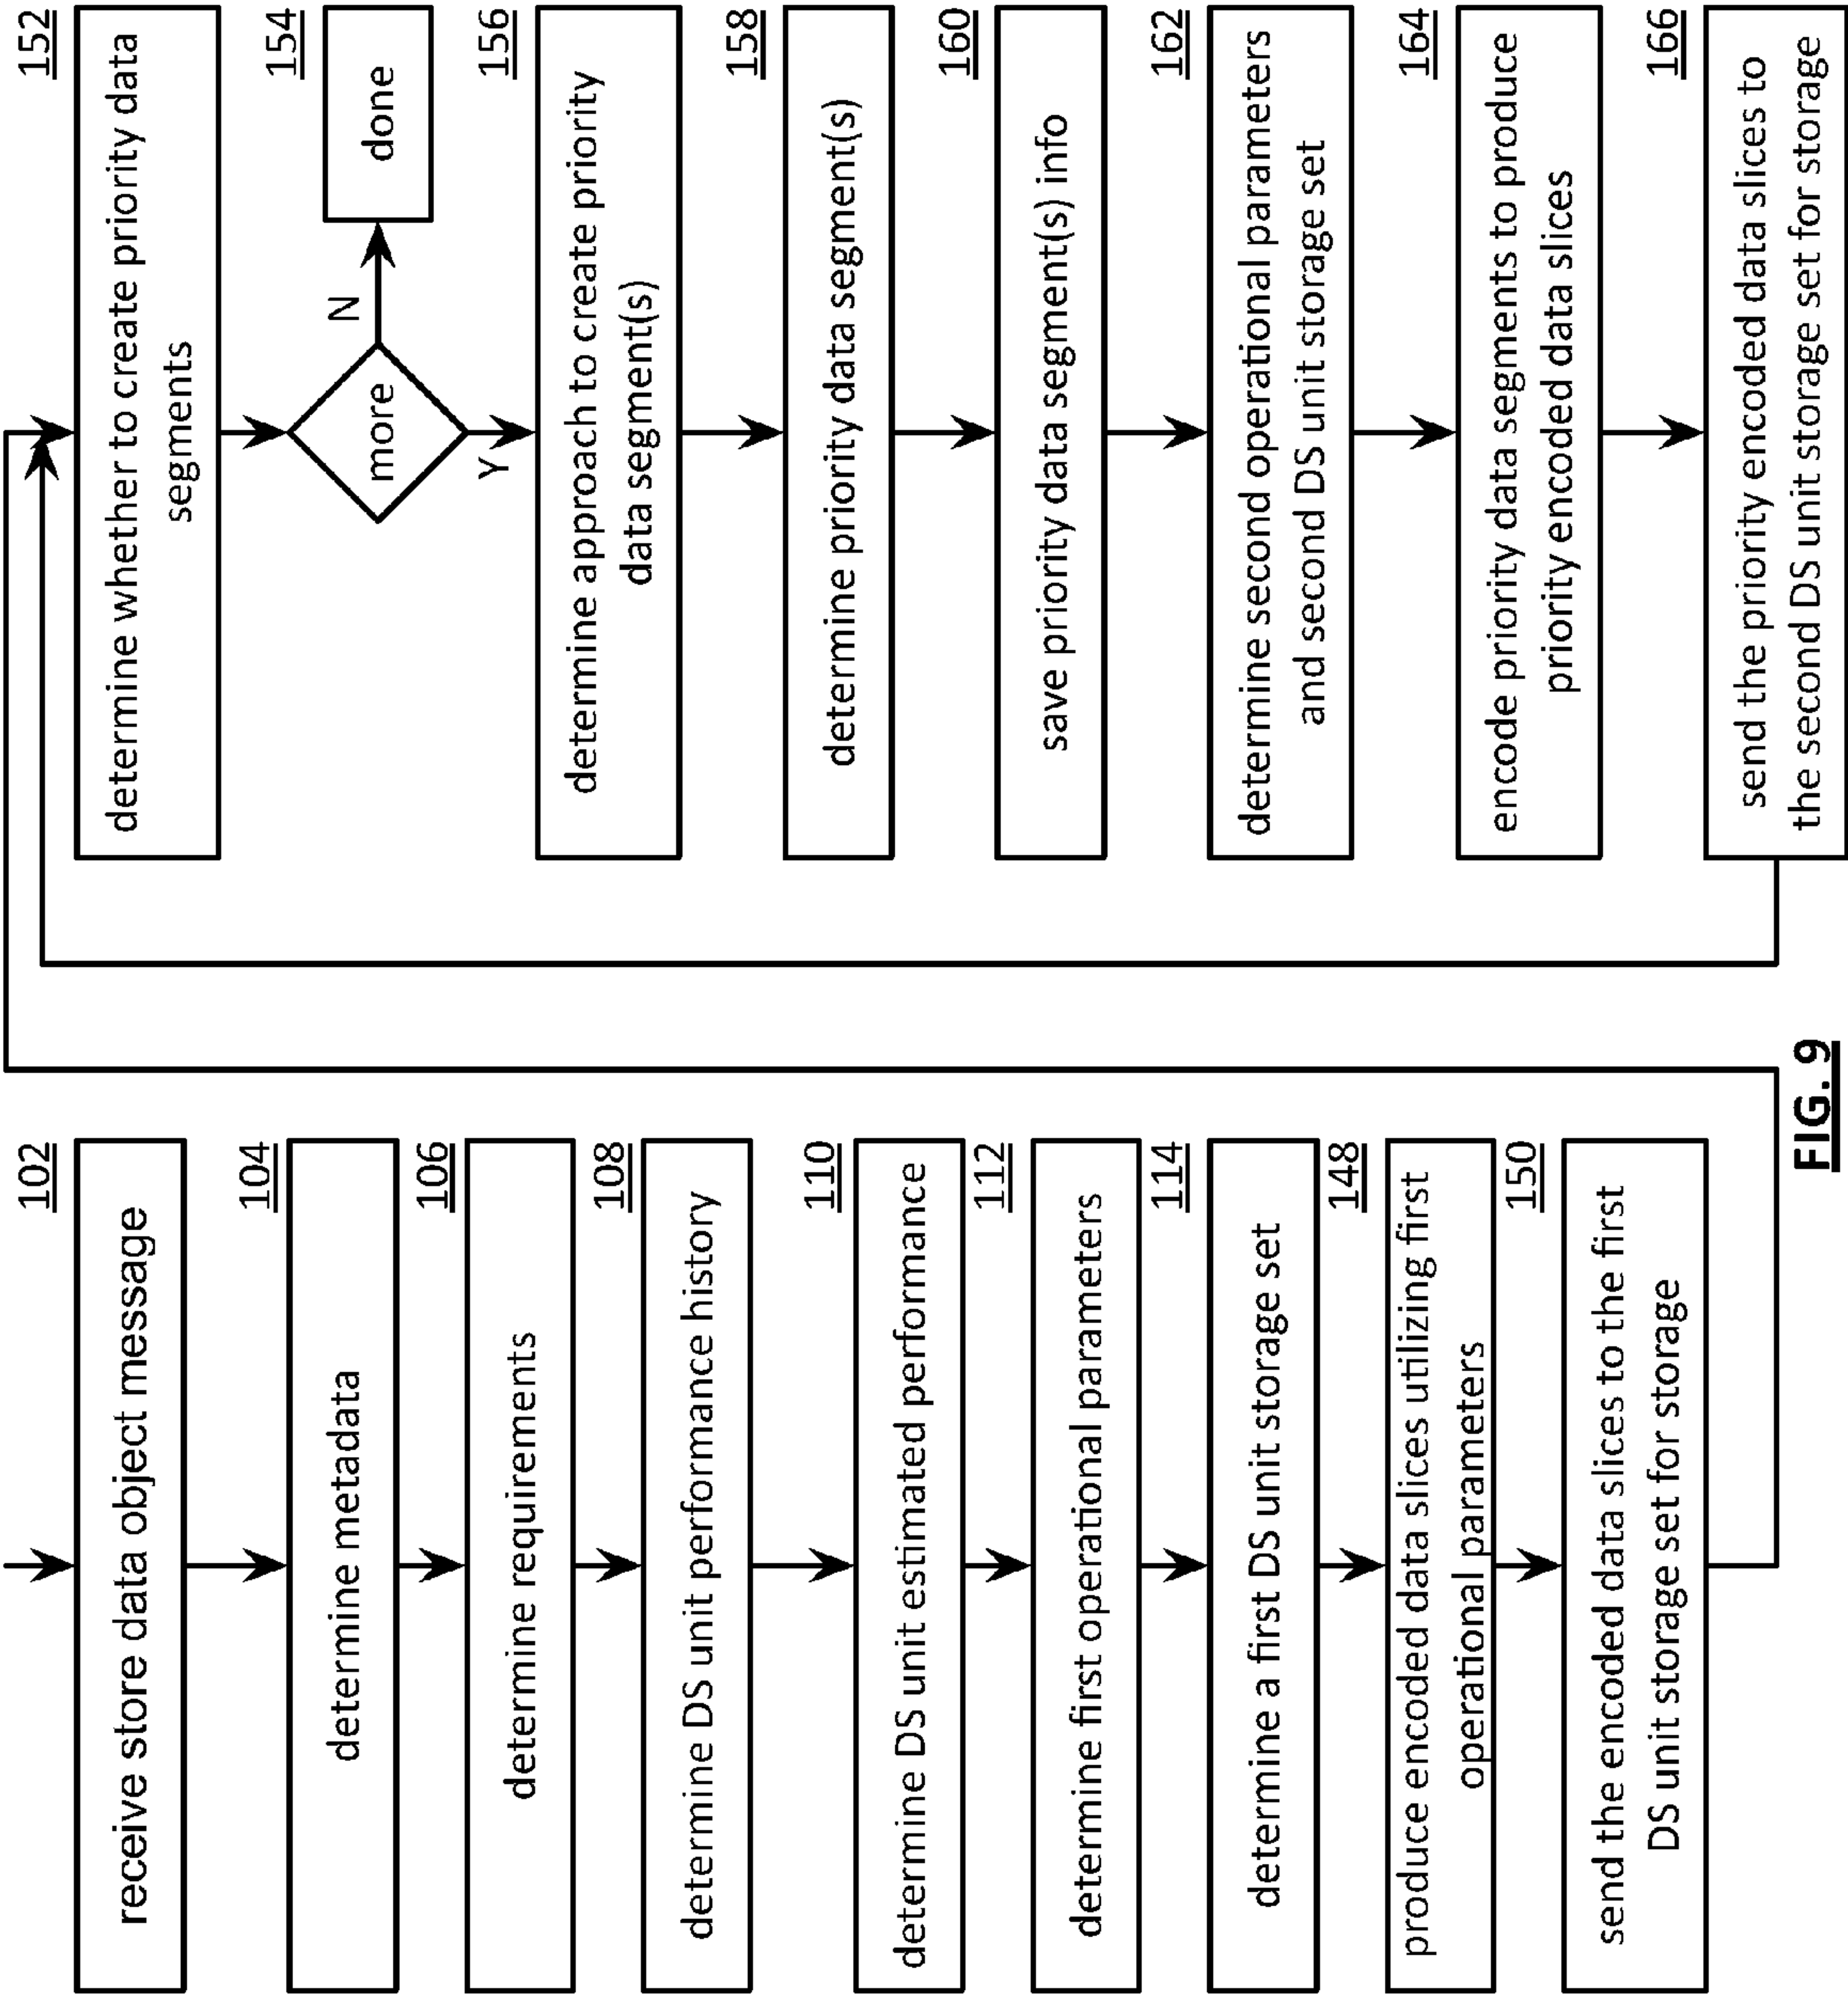 102
receive store data object message
104
determine metadata
106
determine requirements
108
determine DS unit performance history
110
determine DS unit estimated performance
112
determine first operational parameters
114
determine a first DS unit storage set
148
produce encoded data slices utilizing first
operational parameters
150
send the encoded data slices to the first
DS unit storage set for storage
152
determine whether to create priority data
segments
154
more
N
done
Y
156
determine approach to create priority
data segment(s)
158
determine priority data segment(s)
160
save priority data segment(s) info
162
determine second operational parameters
and second DS unit storage set
164
encode priority data segments to produce
priority encoded data slices
166
send the priority encoded data slices to
the second DS unit storage set for storage
FIG. 9